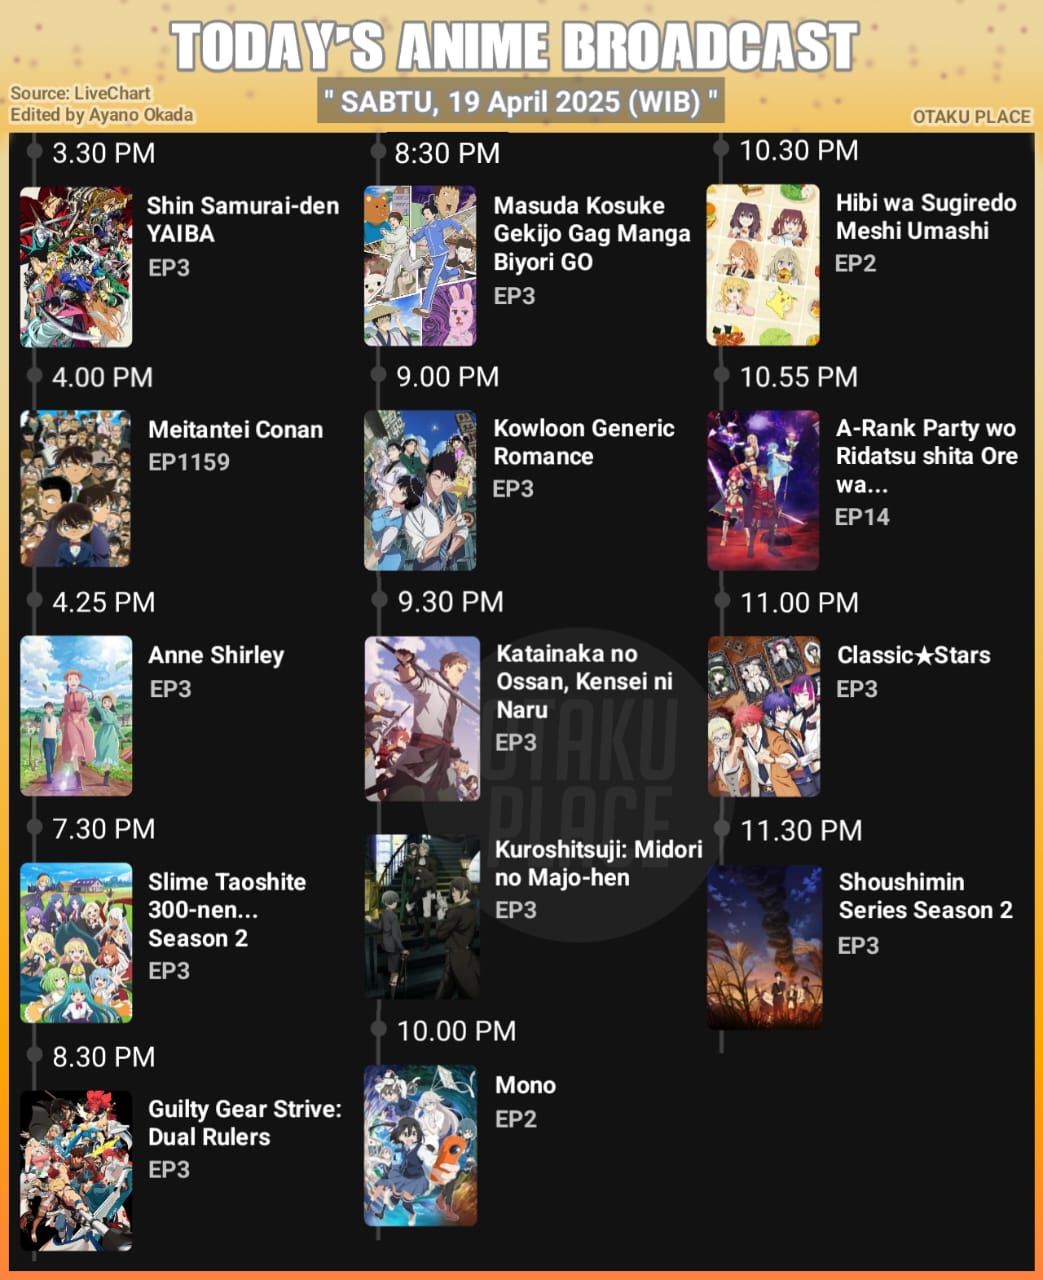 TODAY'S ANIME BROADCAST
Source: LiveChart
Edited by Ayano Okada
" SABTU, 19 April 2025 (WIB) "
OTAKU PLACE
3.30 PM
Shin Samurai-den
YAIBA
EP3
4.00 PM
Meitantei Conan
EP1159
4.25 PM
Anne Shirley
EP3
7.30 PM
Slime Taoshite
300-nen...
Season 2
EP3
8.30 PM
Guilty Gear Strive:
Dual Rulers
EP3
8:30 PM
Masuda Kosuke
Gekijo Gag Manga
Biyori GO
EP3
9.00 PM
Kowloon Generic
Romance
EP3
9.30 PM
Katainaka no
Ossan, Kensei ni
Naru
EP3
Kuroshitsuji: Midori
no Majo-hen
EP3
10.00 PM
Mono
EP2
10.30 PM
Hibi wa Sugiredo
Meshi Umashi
EP2
10.55 PM
A-Rank Party wo
Ridatsu shita Ore
wa...
EP14
11.00 PM
Classic★Stars
EP3
11.30 PM
Shoushimin
Series Season 2
EP3
OTAKU
PLACE